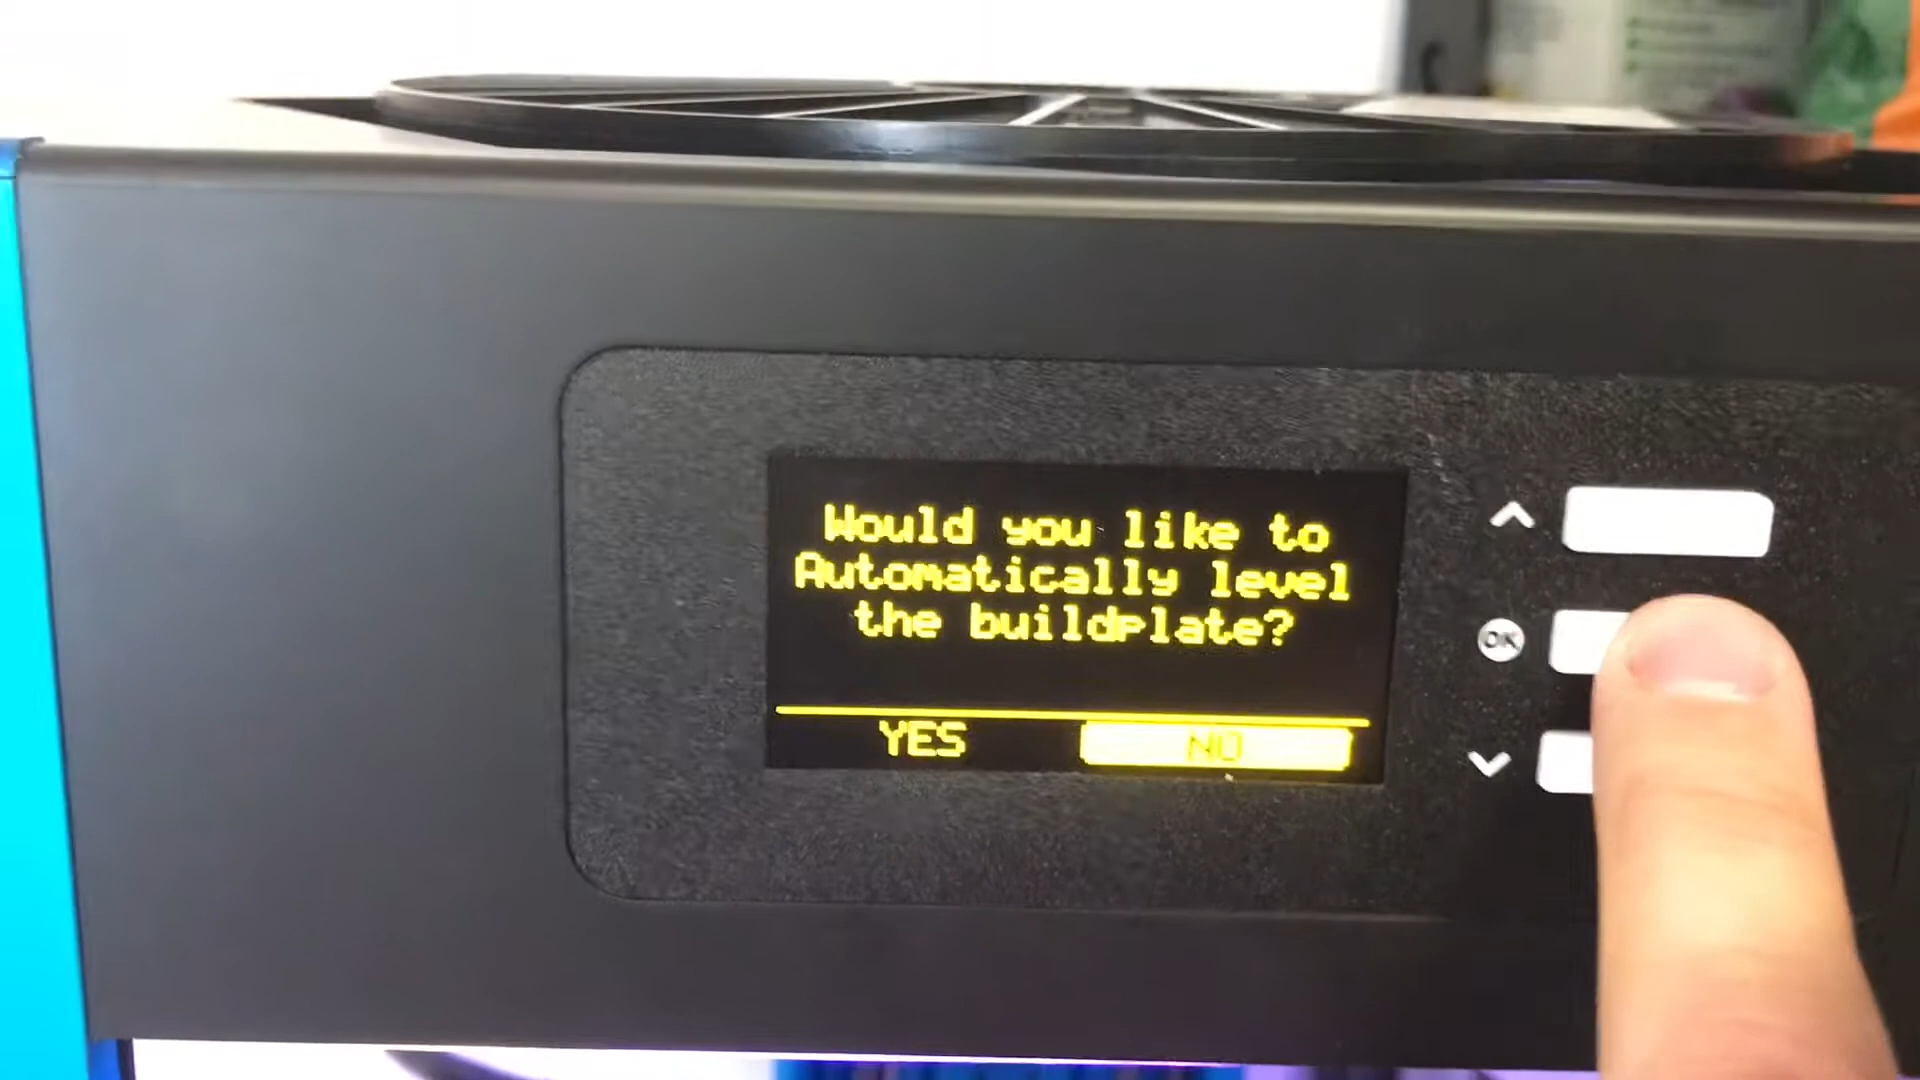 Would you like to
Automatically level
the buildplate?
YES NO
OK